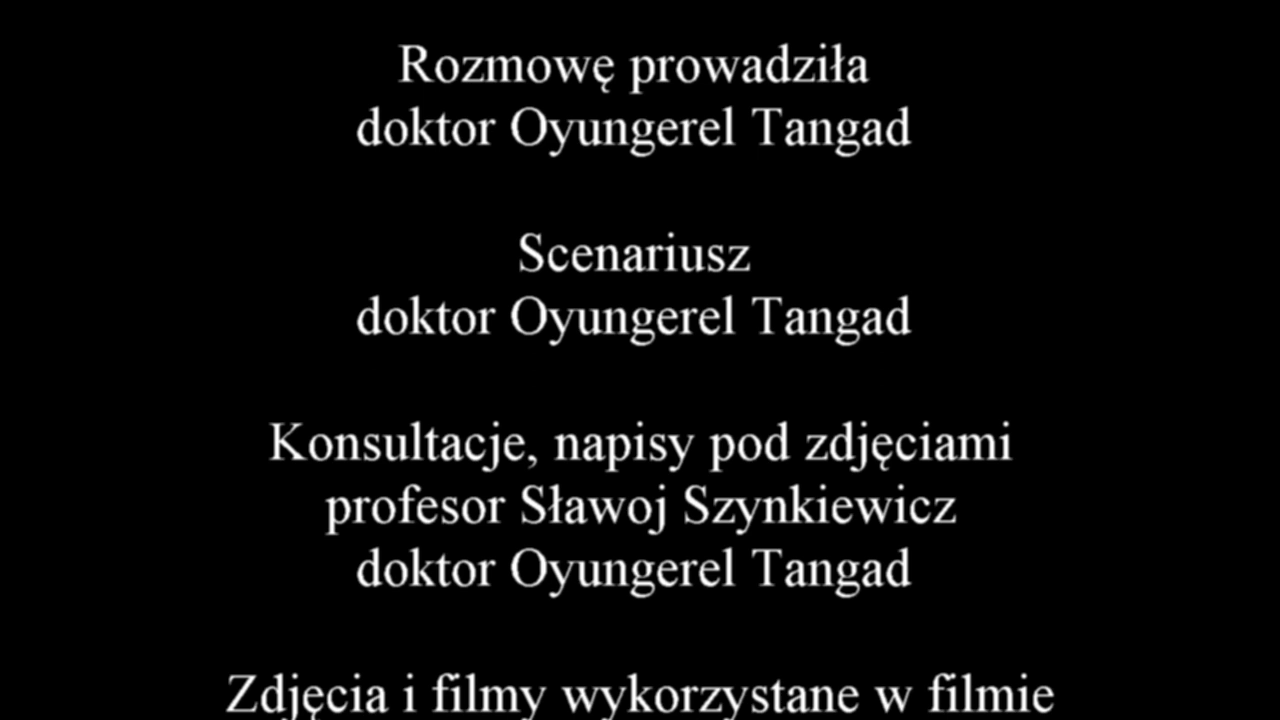 Rozmowę prowadziła
doktor Oyungerel Tangad
Scenariusz
doktor Oyungerel Tangad
Konsultacje, napisy pod zdjęciami
profesor Sławoj Szynkiewicz
doktor Oyungerel Tangad
Zdjęcia i filmy wykorzystane w filmie